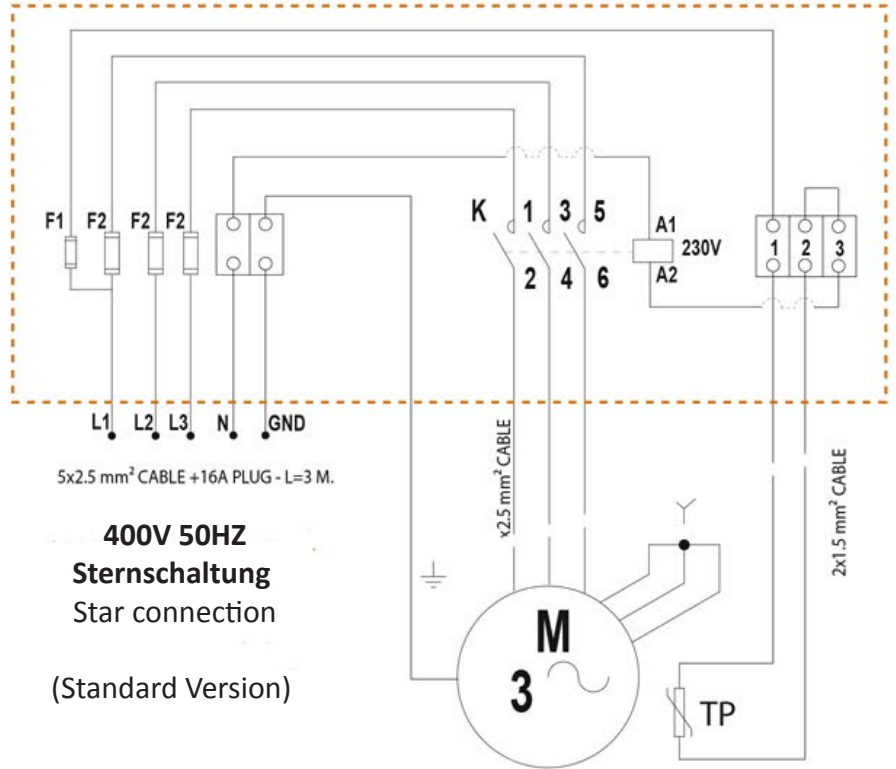 F1 F2 F2 F2
K 1 3 5
2 4 6
A1
230V
A2
1 2 3
L1 L2 L3 N GND
5x2.5 mm² CABLE +16A PLUG - L=3 M.
x2.5 mm² CABLE
2x1.5 mm² CABLE
400V 50HZ
Sternschaltung
Star connection
(Standard Version)
M
3
TP